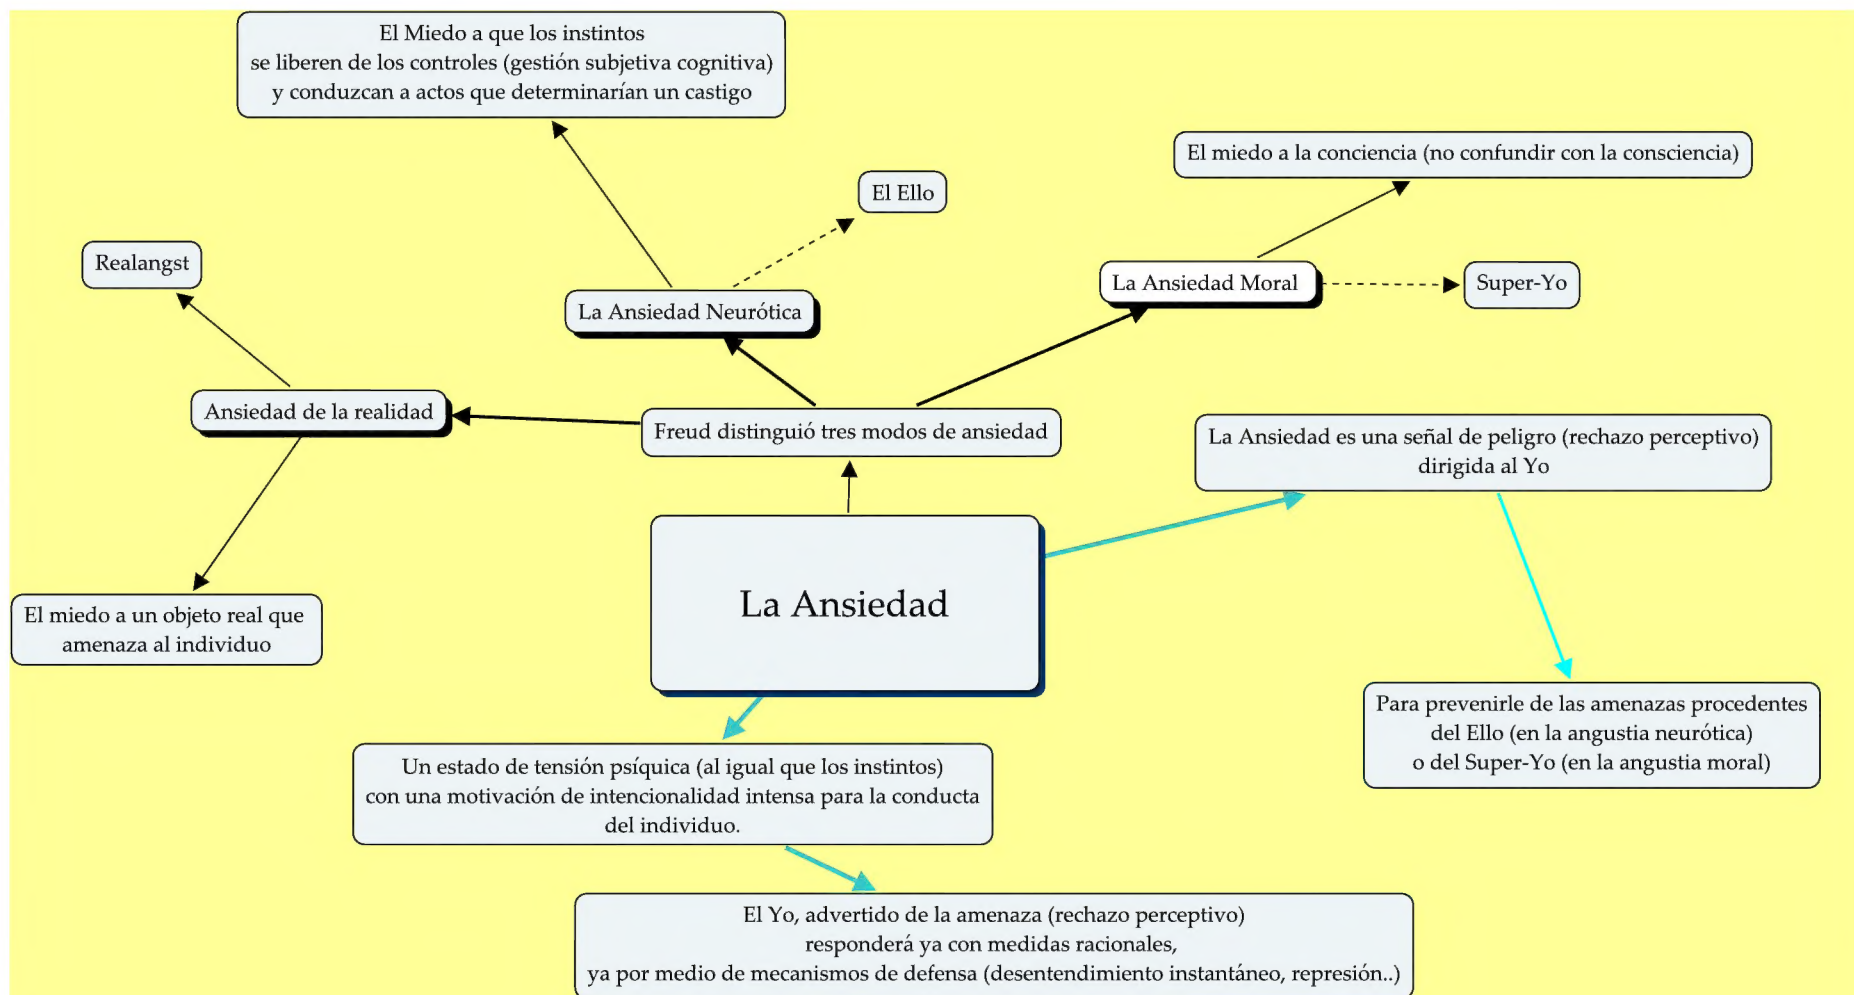 El Miedo a que los instintos
se liberen de los controles (gestión subjetiva cognitiva)
y conduzcan a actos que determinarían un castigo
El miedo a la conciencia (no confundir con la consciencia)
El Ello
Realangst
La Ansiedad Moral
Super-Yo
La Ansiedad Neurótica
Ansiedad de la realidad
Freud distinguió tres modos de ansiedad
La Ansiedad es una señal de peligro (rechazo perceptivo)
dirigida al Yo
La Ansiedad
El miedo a un objeto real que
amenaza al individuo
Para prevenirle de las amenazas procedentes
del Ello (en la angustia neurótica)
o del Super-Yo (en la angustia moral)
Un estado de tensión psíquica (al igual que los instintos)
con una motivación de intencionalidad intensa para la conducta
del individuo.
El Yo, advertido de la amenaza (rechazo perceptivo)
responderá ya con medidas racionales,
ya por medio de mecanismos de defensa (desentendimiento instantáneo, represión..)